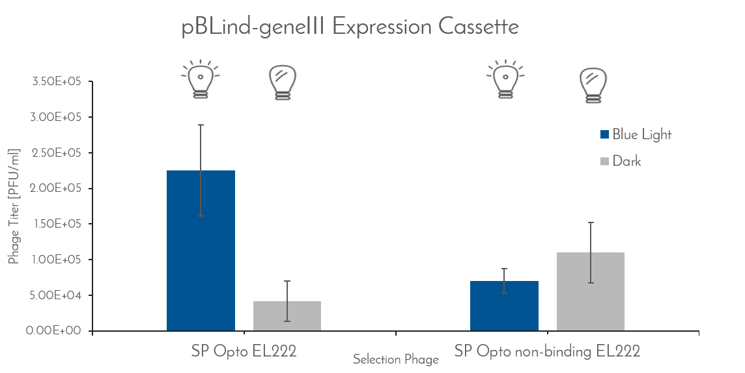 pBLind-geneIII Expression Cassette
3.50E+05
3.00E+05
2.50E+05
2.00E+05
1.50E+05
1.00E+05
5.00E+04
0.00E+00
Phage Titer [PFU/ml]
Blue Light
Dark
SP Opto EL222
SP Opto non-binding EL222
Selection Phage